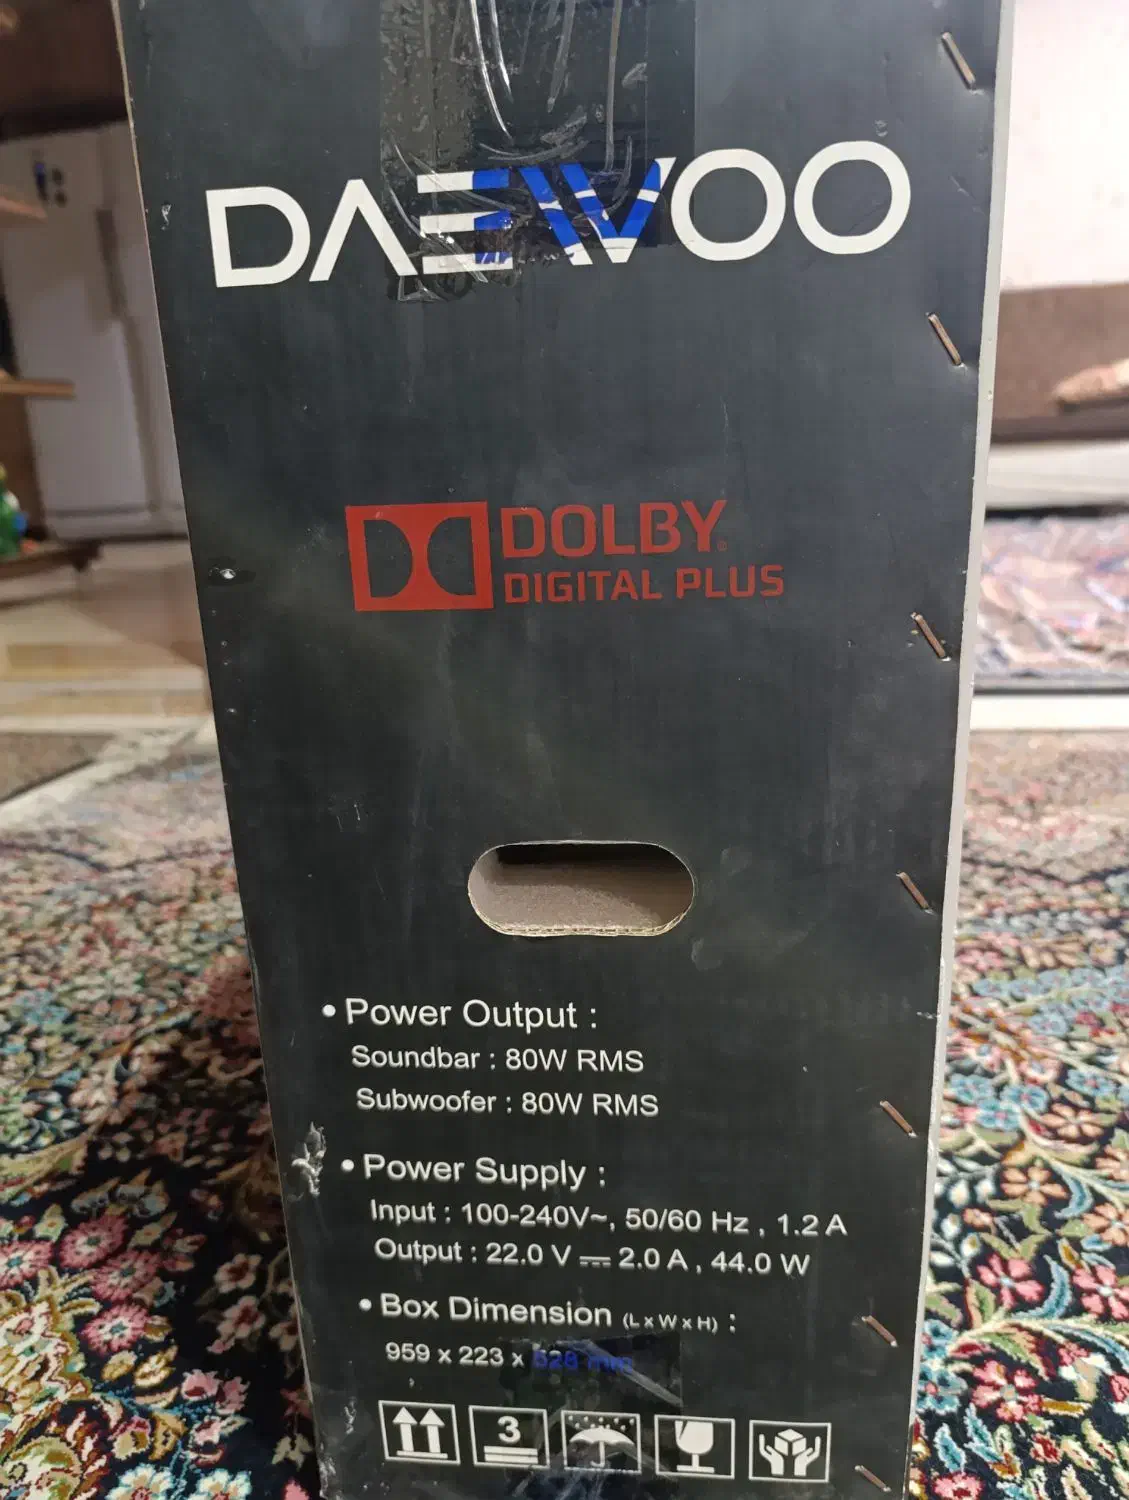 DAEWOO
DOLBY®
DIGITAL PLUS
• Power Output :
Soundbar : 80W RMS
Subwoofer : 80W RMS
• Power Supply :
Input : 100-240V~, 50/60 Hz , 1.2 A
Output : 22.0 V ⎓ 2.0 A , 44.0 W
• Box Dimension (L x W x H) :
959 x 223 x mm
3